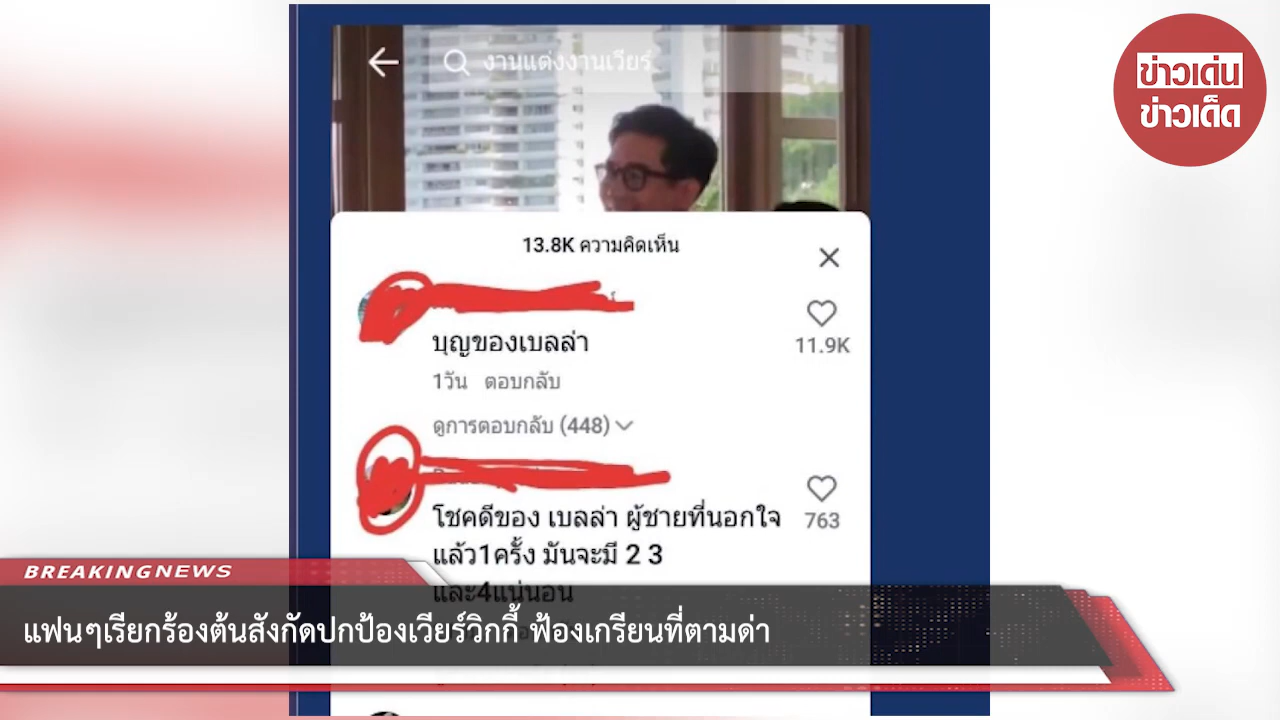 งานแต่งงานเวียร์
ข่าวเด่น
ข่าวเด็ด
13.8K ความคิดเห็น
บุญของเบลล่า
11.9K
1วัน ตอบกลับ
ดูการตอบกลับ (448)
โชคดีของ เบลล่า ผู้ชายที่นอกใจ
763
แล้ว1ครั้ง มันจะมี 2 3
และ4แน่นอน
BREAKING NEWS
แฟนๆเรียกร้องต้นสังกัดปกป้องเวียร์วิกกี้ ฟ้องเกรียนที่ตามด่า